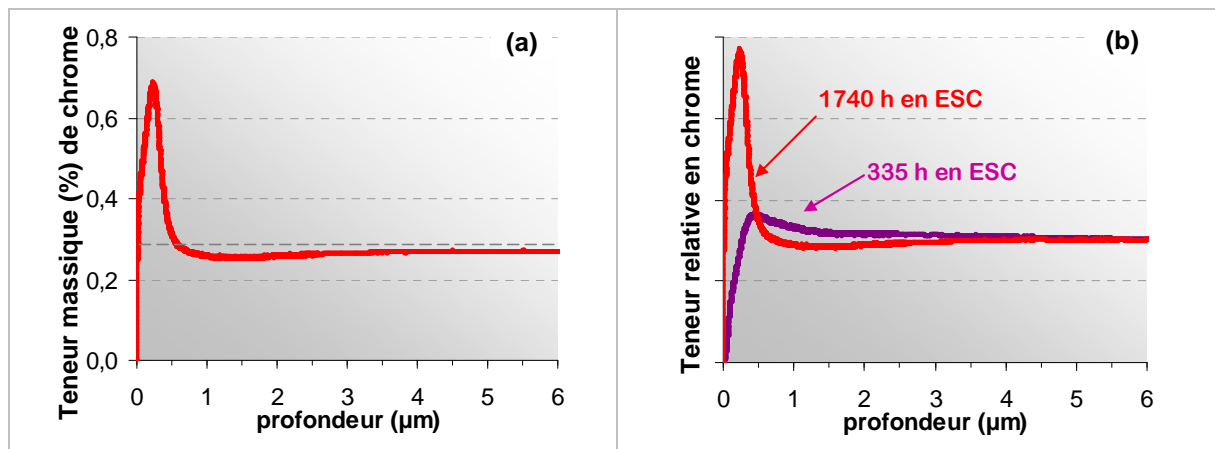 (a)
Teneur massique (%) de chrome
0,8
0,6
0,4
0,2
0,0
0 1 2 3 4 5 6
profondeur (µm)
(b)
Teneur relative en chrome
1740 h en ESC
335 h en ESC
0 1 2 3 4 5 6
profondeur (µm)